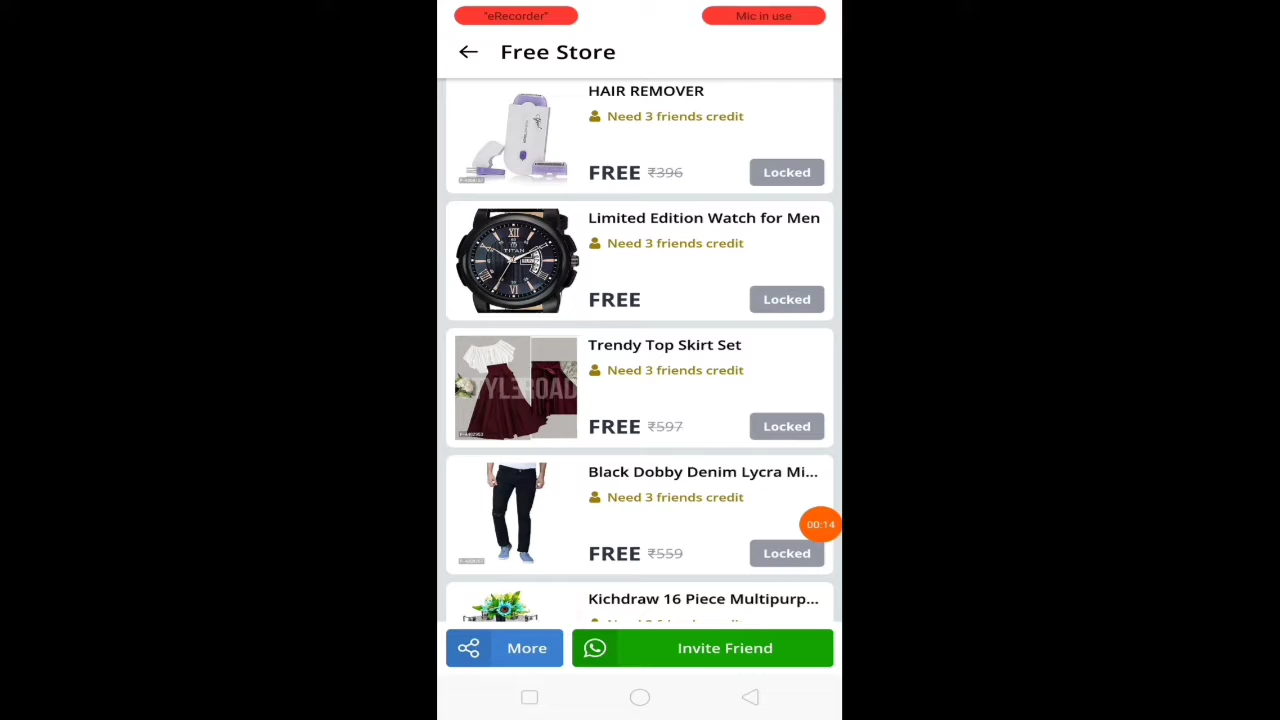 "eRecorder"
Mic in use
Free Store
HAIR REMOVER
Need 3 friends credit
FREE ₹396
Locked
Limited Edition Watch for Men
Need 3 friends credit
TITAN
FREE
Locked
Trendy Top Skirt Set
Need 3 friends credit
FREE ₹597
Locked
Black Dobby Denim Lycra Mi...
Need 3 friends credit
00:14
FREE ₹559
Locked
Kichdraw 16 Piece Multipurp...
More
Invite Friend